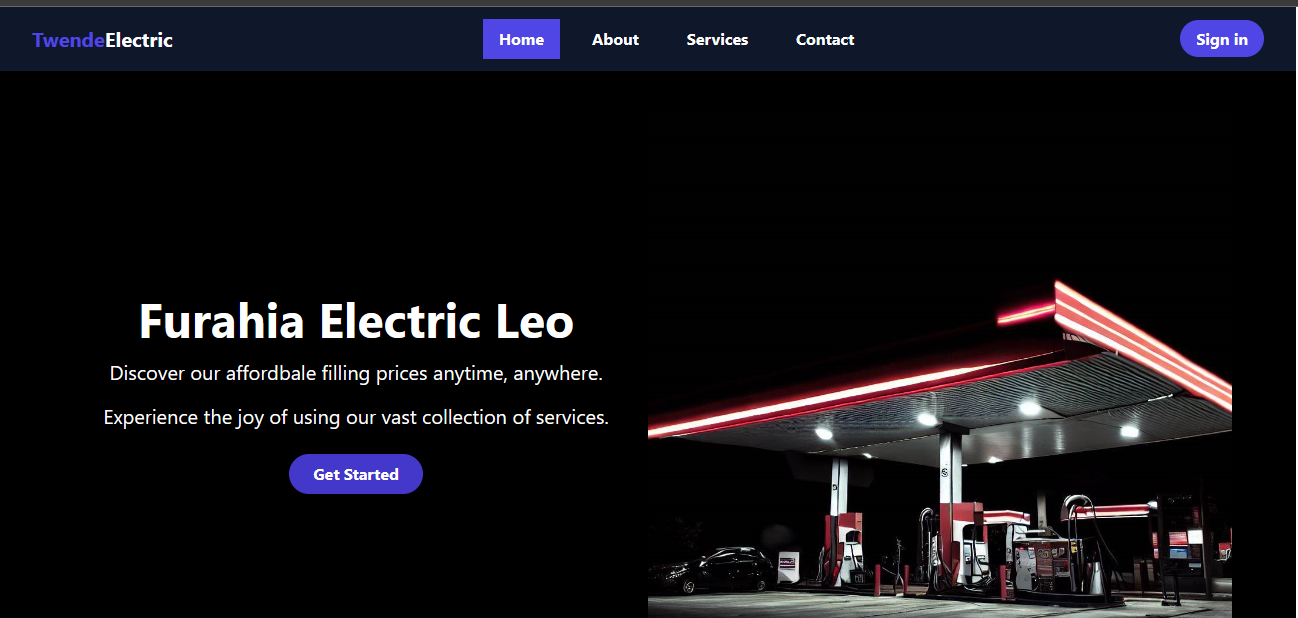 TwendeElectric
Home About Services Contact
Sign in
Furahia Electric Leo
Discover our affordbale filling prices anytime, anywhere.
Experience the joy of using our vast collection of services.
Get Started